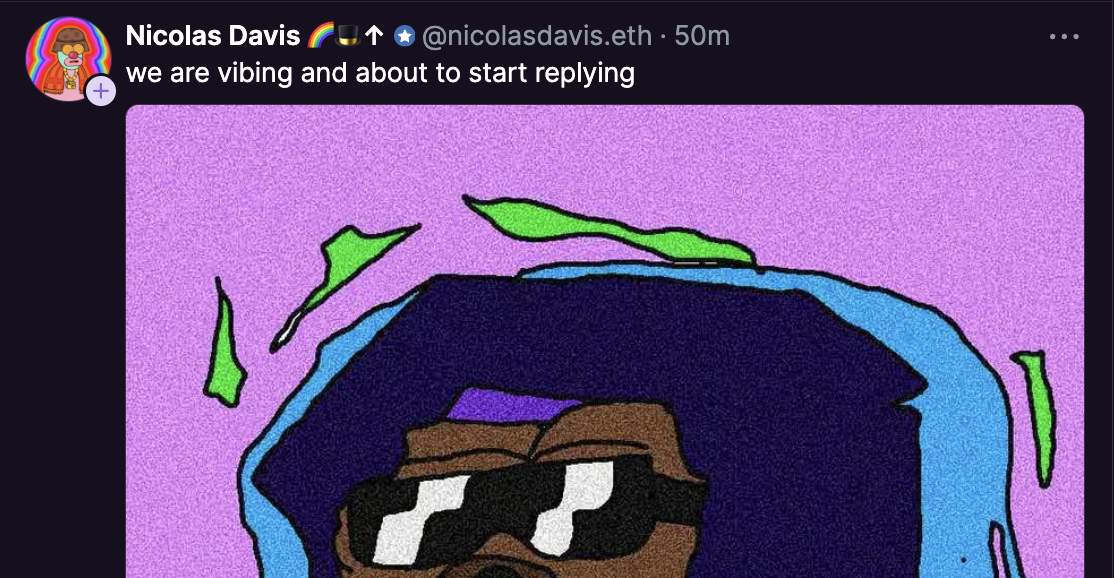 Nicolas Davis 🌈🎩↑ @nicolasdavis.eth · 50m
we are vibing and about to start replying